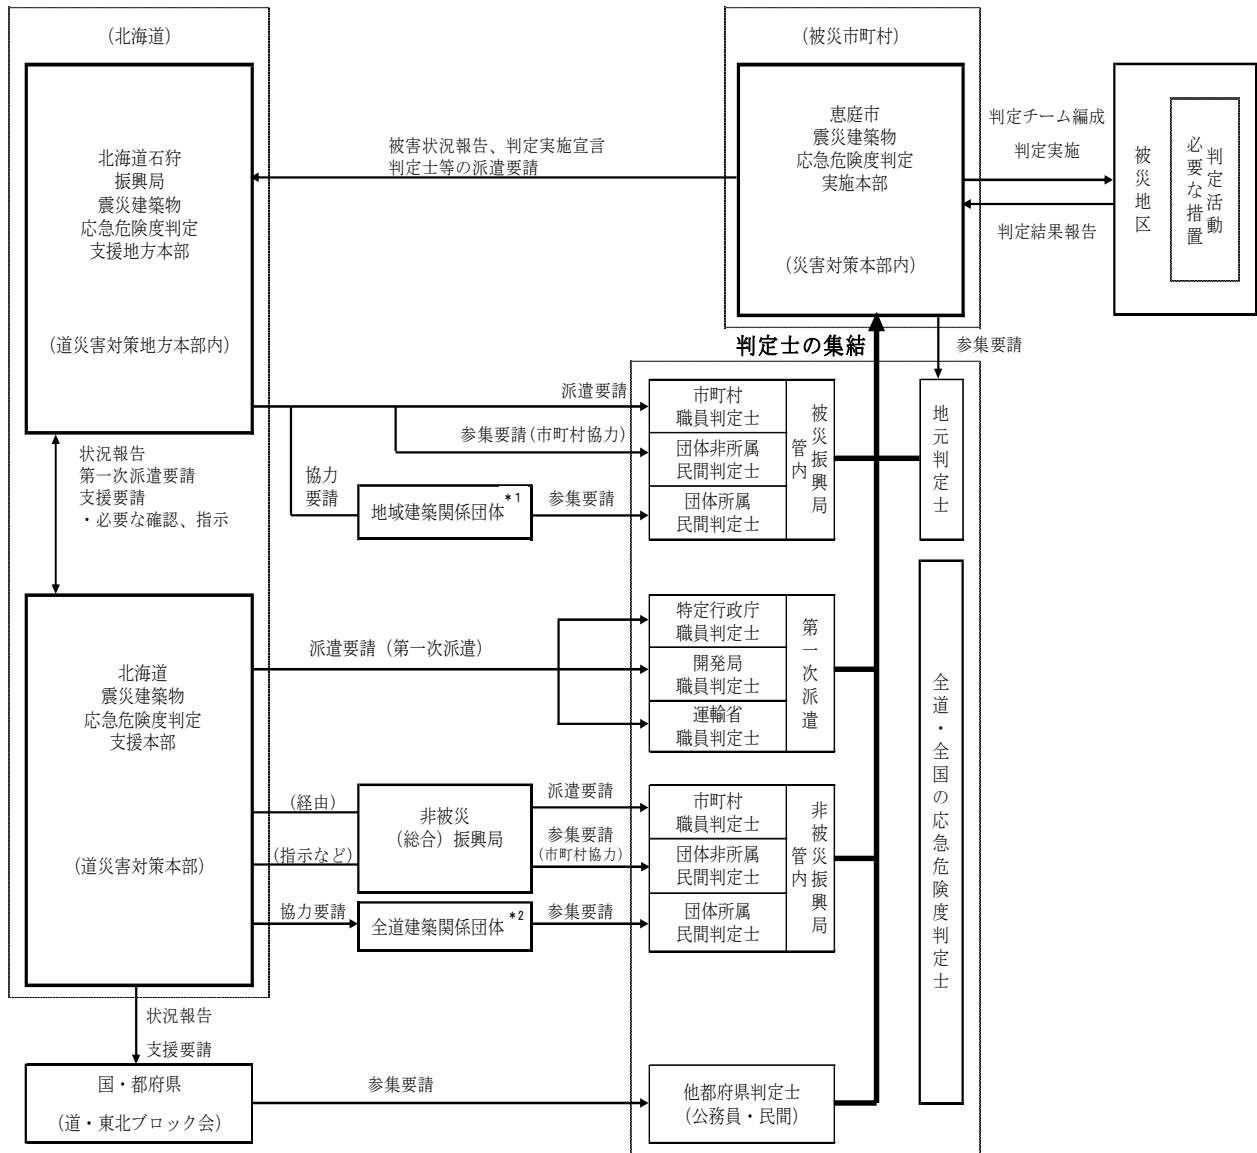 (北海道)
北海道石狩
振興局
震災建築物
応急危険度判定
支援地方本部
(道災害対策地方本部内)
被害状況報告、判定実施宣言
判定士等の派遣要請
(被災市町村)
恵庭市
震災建築物
応急危険度判定
実施本部
(災害対策本部内)
判定チーム編成
判定実施
判定結果報告
被災地区
判定活動
必要な措置
判定士の集結
参集要請
派遣要請
参集要請(市町村協力)
協力
要請
地域建築関係団体*1
参集要請
市町村
職員判定士
団体非所属
民間判定士
団体所属
民間判定士
被災振興局
管内
地元判定士
状況報告
第一次派遣要請
支援要請
・必要な確認、指示
北海道
震災建築物
応急危険度判定
支援本部
(道災害対策本部)
派遣要請(第一次派遣)
特定行政庁
職員判定士
開発局
職員判定士
運輸省
職員判定士
第一次派遣
全道・全国の応急危険度判定士
(経由)
(指示など)
非被災
(総合)振興局
派遣要請
参集要請
(市町村協力)
協力要請
全道建築関係団体*2
参集要請
市町村
職員判定士
団体非所属
民間判定士
団体所属
民間判定士
非被災振興局
管内
状況報告
支援要請
国・都府県
(道・東北ブロック会)
参集要請
他都府県判定士
(公務員・民間)